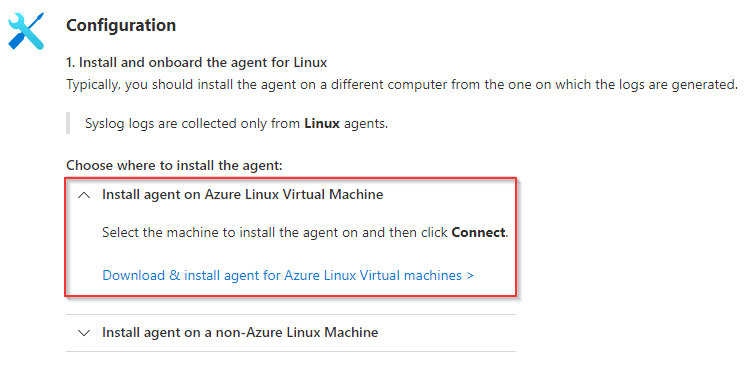 Configuration
1. Install and onboard the agent for Linux
Typically, you should install the agent on a different computer from the one on which the logs are generated.
Syslog logs are collected only from Linux agents.
Choose where to install the agent:
Install agent on Azure Linux Virtual Machine
Select the machine to install the agent on and then click Connect.
Download & install agent for Azure Linux Virtual machines >
Install agent on a non-Azure Linux Machine